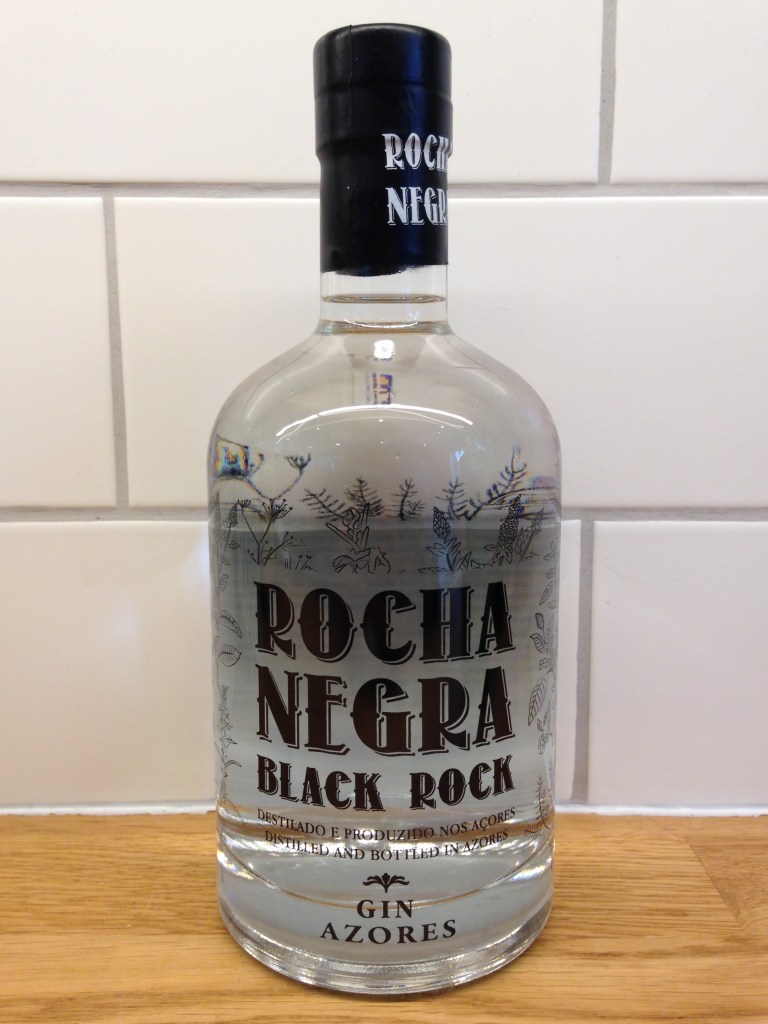 ROCHA
NEGRA
ROCHA
NEGRA
BLACK ROCK
DESTILADO E PRODUZIDO NOS AÇORES
DISTILLED AND BOTTLED IN AZORES
GIN
AZORES